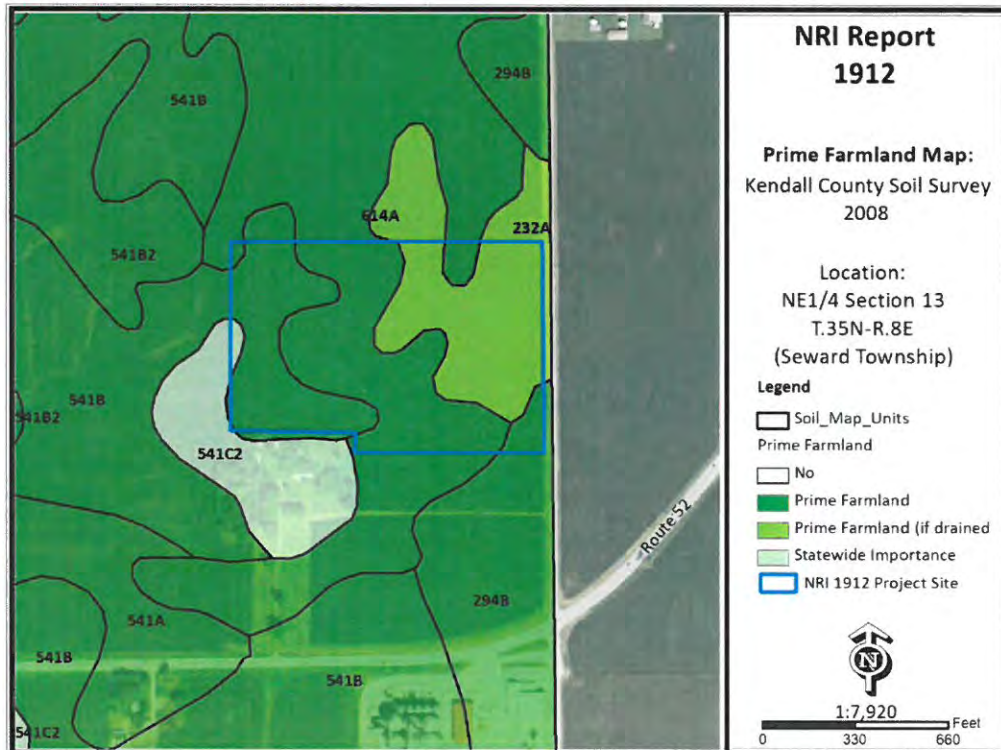 294B
541B
614A
232A
541B2
541B
541B2
541C2
Route 52
294B
541A
541B
541B
541C2
NRI Report
1912
Prime Farmland Map:
Kendall County Soil Survey
2008
Location:
NE1/4 Section 13
T.35N-R.8E
(Seward Township)
Legend
Soil_Map_Units
Prime Farmland
No
Prime Farmland
Prime Farmland (if drained
Statewide Importance
NRI 1912 Project Site
N
1:7,920
Feet
0 330 660